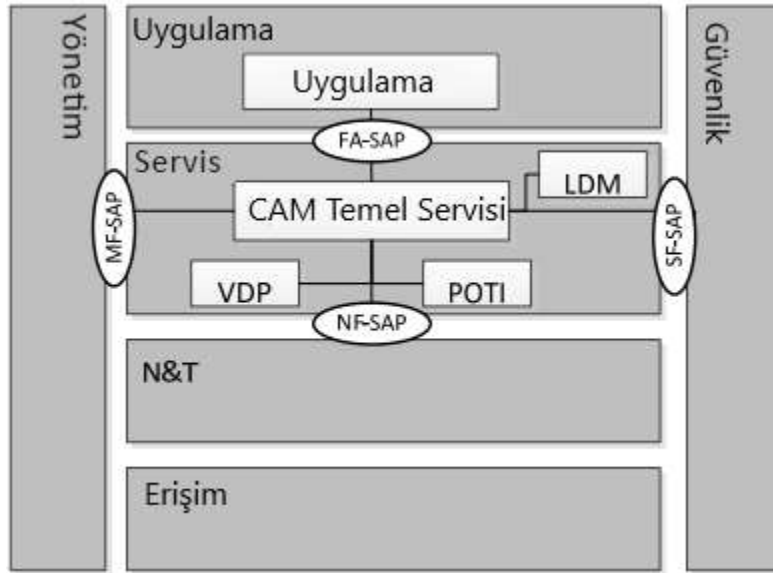 Yönetim
Uygulama
Uygulama
FA-SAP
Servis
LDM
CAM Temel Servisi
MF-SAP
SF-SAP
VDP
POTI
NF-SAP
N&T
Erişim
Güvenlik